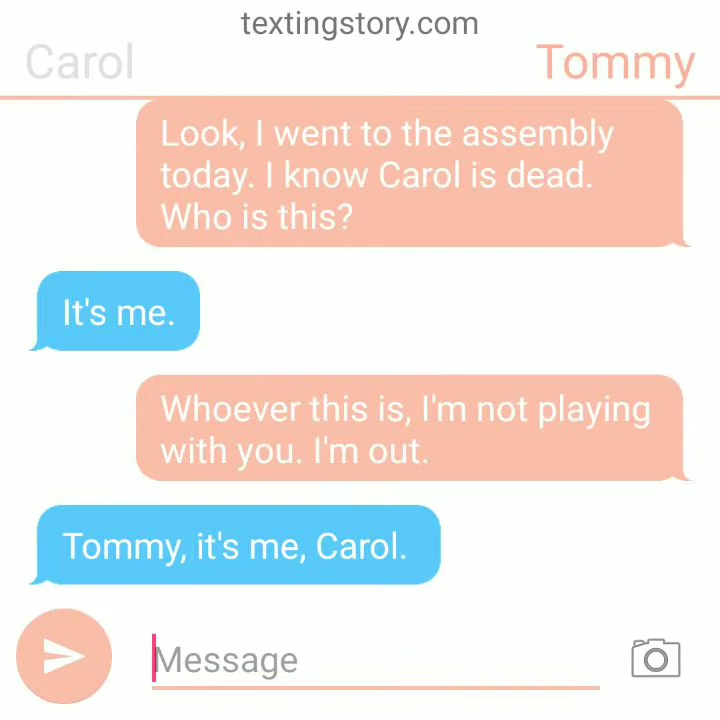 textingstory.com
Carol
Tommy
Look, I went to the assembly
today. I know Carol is dead.
Who is this?
It's me.
Whoever this is, I'm not playing
with you. I'm out.
Tommy, it's me, Carol.
Message